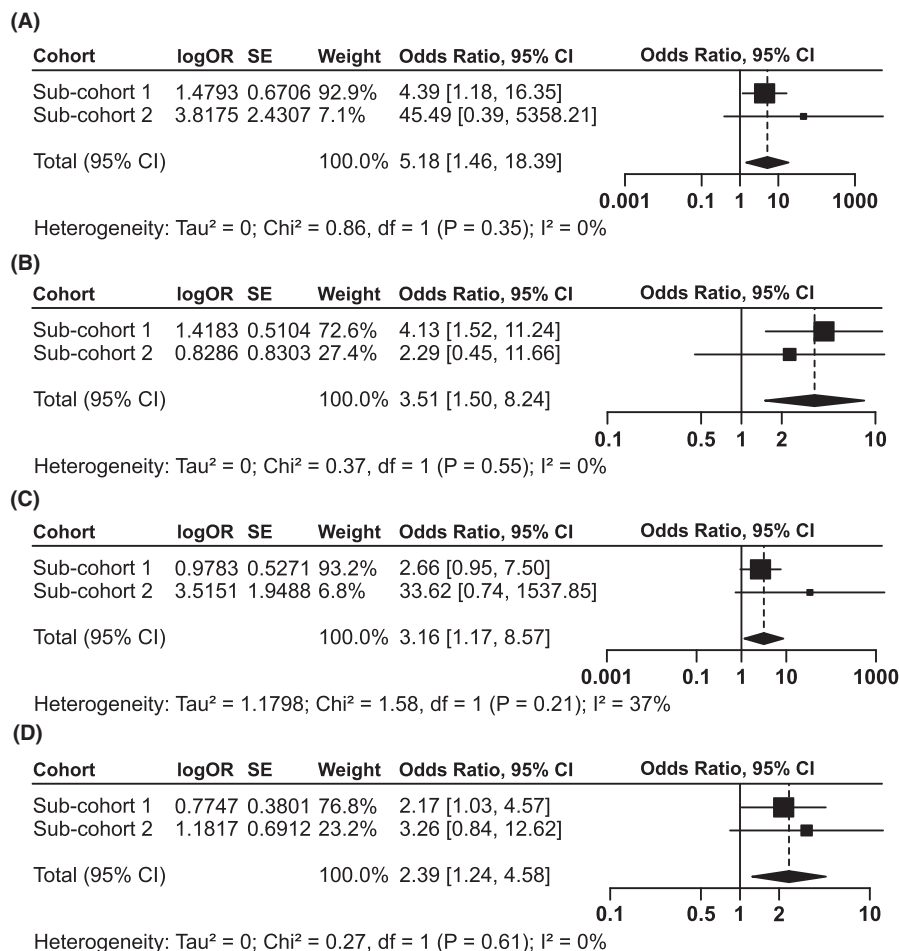 (A)
Cohort logOR SE Weight Odds Ratio, 95% CI Odds Ratio, 95% CI
Sub-cohort 1 1.4793 0.6706 92.9% 4.39 [1.18, 16.35]
Sub-cohort 2 3.8175 2.4307 7.1% 45.49 [0.39, 5358.21]
Total (95% CI) 100.0% 5.18 [1.46, 18.39]
0.001 0.1 1 10 1000
Heterogeneity: Tau² = 0; Chi² = 0.86, df = 1 (P = 0.35); I² = 0%
(B)
Cohort logOR SE Weight Odds Ratio, 95% CI Odds Ratio, 95% CI
Sub-cohort 1 1.4183 0.5104 72.6% 4.13 [1.52, 11.24]
Sub-cohort 2 0.8286 0.8303 27.4% 2.29 [0.45, 11.66]
Total (95% CI) 100.0% 3.51 [1.50, 8.24]
0.1 0.5 1 2 10
Heterogeneity: Tau² = 0; Chi² = 0.37, df = 1 (P = 0.55); I² = 0%
(C)
Cohort logOR SE Weight Odds Ratio, 95% CI Odds Ratio, 95% CI
Sub-cohort 1 0.9783 0.5271 93.2% 2.66 [0.95, 7.50]
Sub-cohort 2 3.5151 1.9488 6.8% 33.62 [0.74, 1537.85]
Total (95% CI) 100.0% 3.16 [1.17, 8.57]
0.001 0.1 1 10 1000
Heterogeneity: Tau² = 1.1798; Chi² = 1.58, df = 1 (P = 0.21); I² = 37%
(D)
Cohort logOR SE Weight Odds Ratio, 95% CI Odds Ratio, 95% CI
Sub-cohort 1 0.7747 0.3801 76.8% 2.17 [1.03, 4.57]
Sub-cohort 2 1.1817 0.6912 23.2% 3.26 [0.84, 12.62]
Total (95% CI) 100.0% 2.39 [1.24, 4.58]
0.1 0.5 1 2 10
Heterogeneity: Tau² = 0; Chi² = 0.27, df = 1 (P = 0.61); I² = 0%